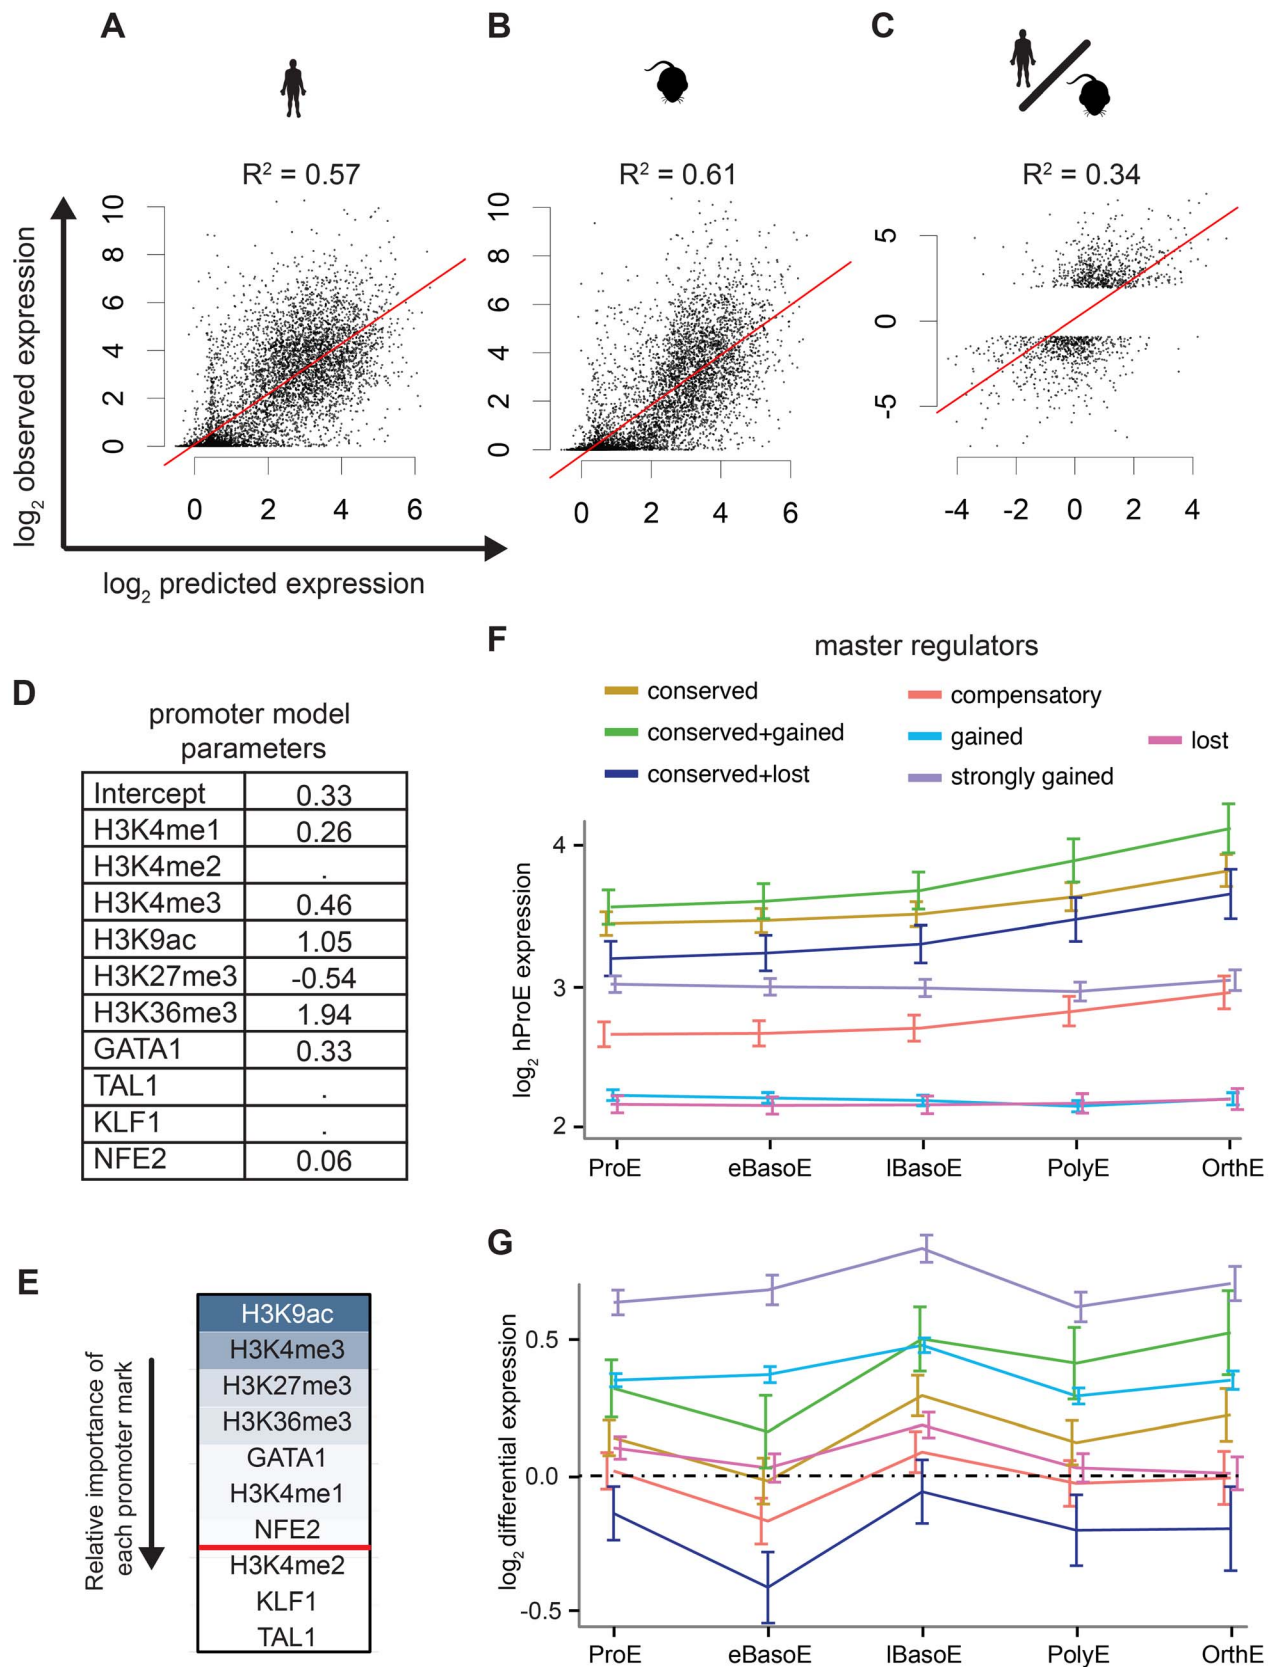 A
B
C
R² = 0.57
R² = 0.61
R² = 0.34
log₂ observed expression
10
8
6
4
2
0
0 2 4 6
10
8
6
4
2
0
0 2 4 6
5
0
-5
-4 -2 0 2 4
log₂ predicted expression
D
promoter model
parameters
Intercept 0.33
H3K4me1 0.26
H3K4me2 .
H3K4me3 0.46
H3K9ac 1.05
H3K27me3 -0.54
H3K36me3 1.94
GATA1 0.33
TAL1 .
KLF1 .
NFE2 0.06
E
Relative importance of
each promoter mark
H3K9ac
H3K4me3
H3K27me3
H3K36me3
GATA1
H3K4me1
NFE2
H3K4me2
KLF1
TAL1
F
master regulators
conserved
conserved+gained
conserved+lost
compensatory
gained
strongly gained
lost
log₂ hProE expression
4
3
2
ProE eBasoE lBasoE PolyE OrthE
G
log₂ differential expression
0.5
0.0
-0.5
ProE eBasoE lBasoE PolyE OrthE